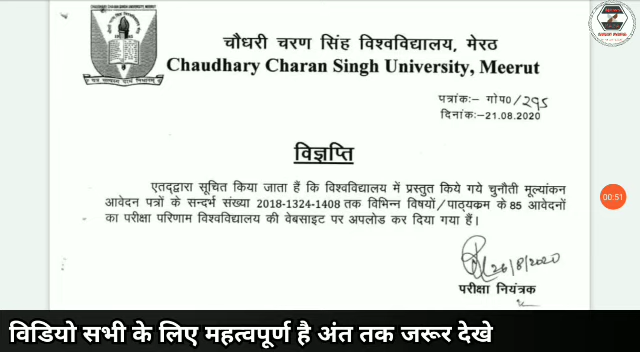 चौधरी चरण सिंह विश्वविद्यालय, मेरठ
Chaudhary Charan Singh University, Meerut
पत्रांकः– गोप0/295
दिनांकः–21.08.2020
विज्ञप्ति
एतद्द्वारा सूचित किया जाता हैं कि विश्वविद्यालय में प्रस्तुत किये गये चुनौती मूल्यांकन
आवेदन पत्रों के सन्दर्भ संख्या 2018-1324-1408 तक विभिन्न विषयों/पाठ्यक्रम के 85 आवेदनों
का परीक्षा परिणाम विश्वविद्यालय की वेबसाइट पर अपलोड कर दिया गया हैं।
26/8/2020
परीक्षा नियंत्रक
00:51
विडियो सभी के लिए महत्वपूर्ण है अंत तक जरूर देखे